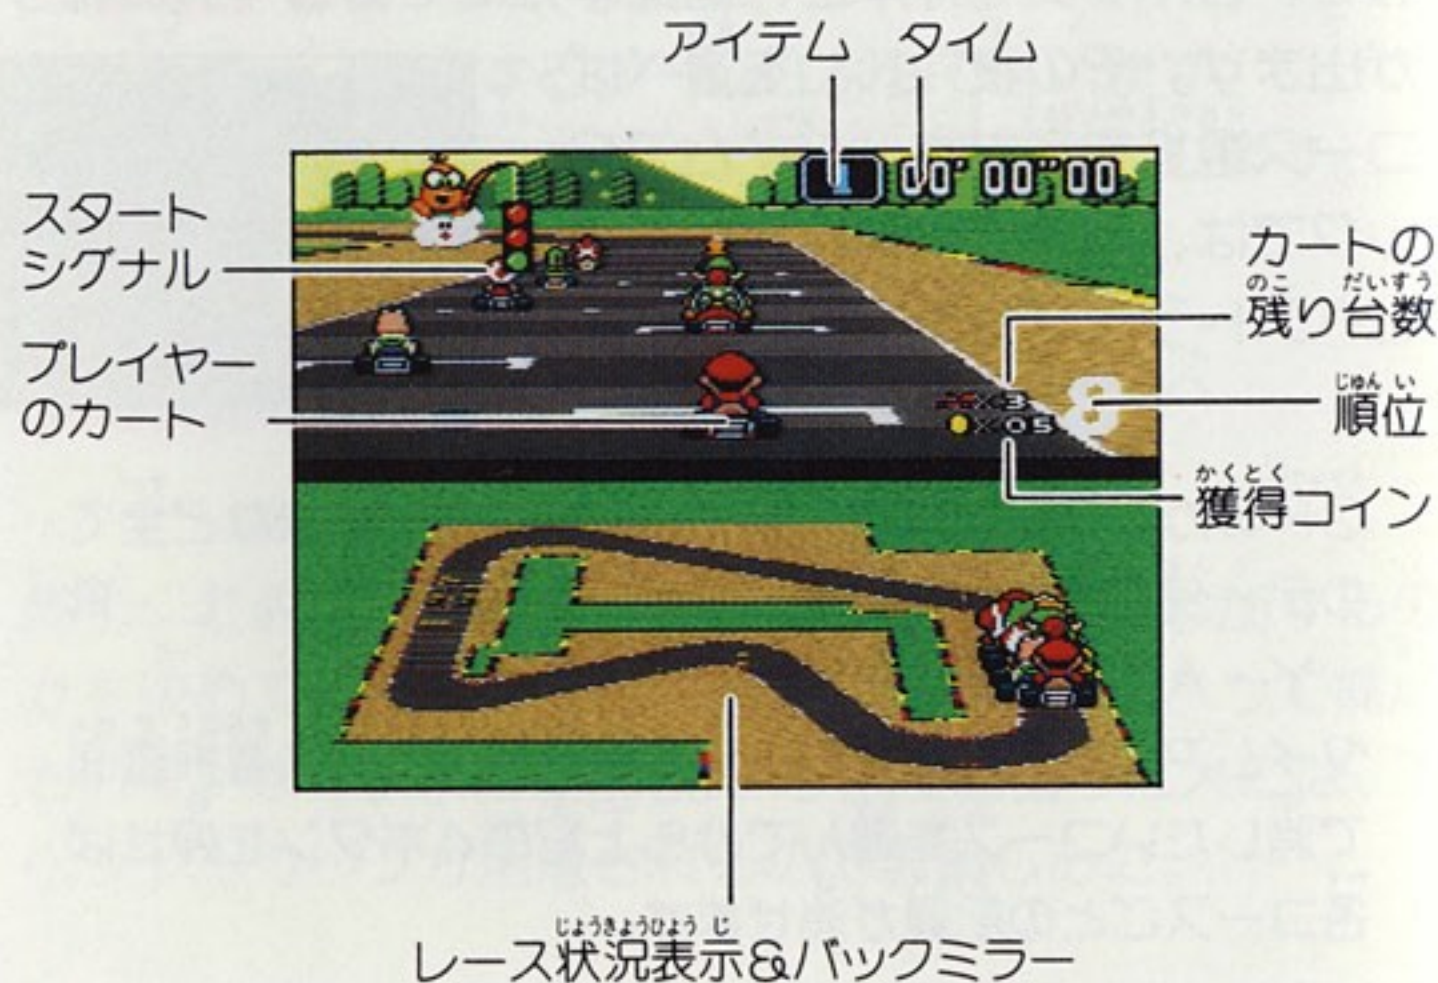 アイテム タイム
00' 00"00
スタート
シグナル
カートの
のこ だいすう
残り台数
プレイヤー
のカート
×3
×05
8
じゅん い
順位
かくとく
獲得コイン
じょうきょうひょう じ
レース状況表示&バックミラー